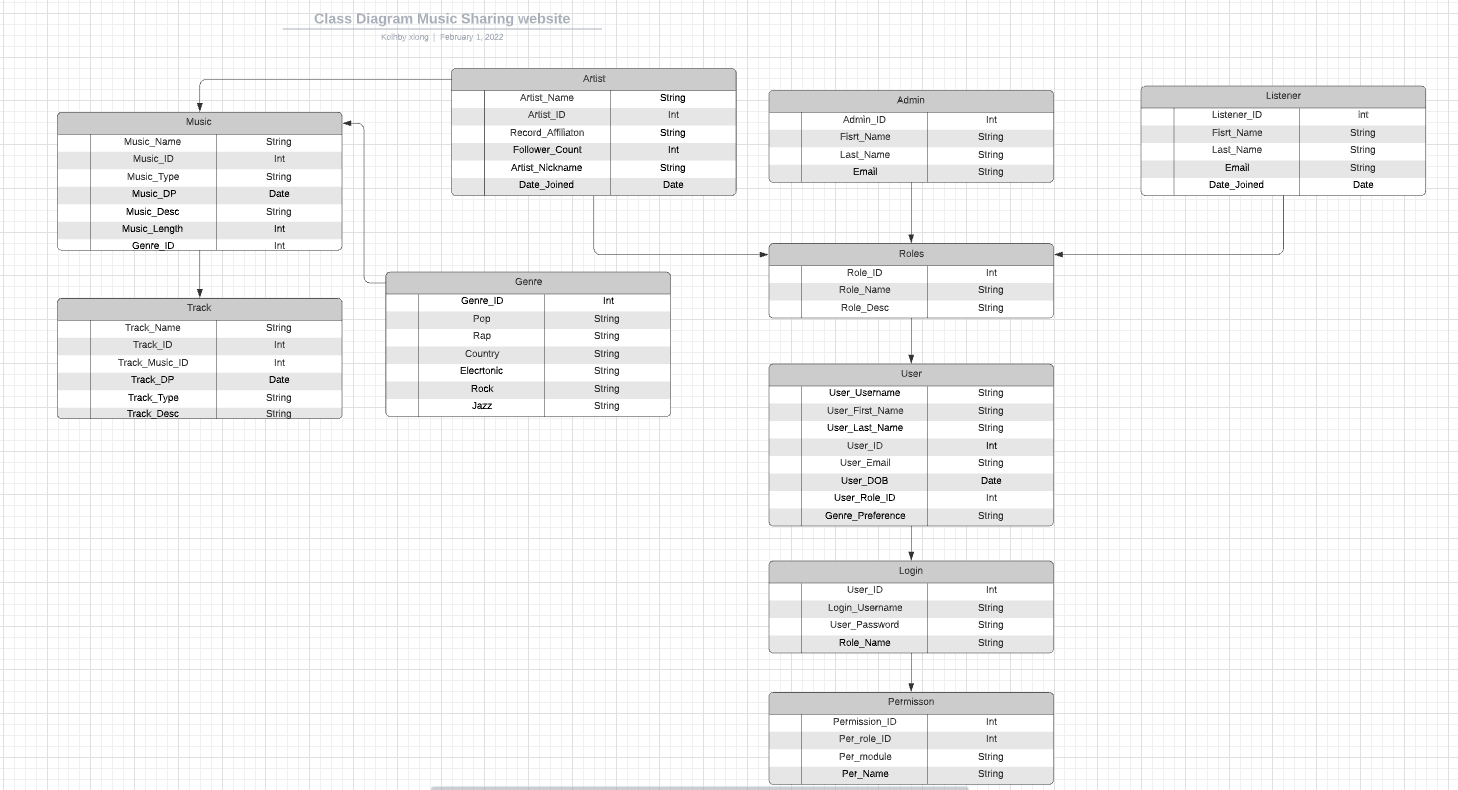 Class Diagram Music Sharing website
Kolhby xlong | February 1, 2022
Artist
Artist_Name String
Artist_ID Int
Record_Affiliaton String
Follower_Count Int
Artist_Nickname String
Date_Joined Date
Admin
Admin_ID Int
Fisrt_Name String
Last_Name String
Email String
Listener
Listener_ID Int
Fisrt_Name String
Last_Name String
Email String
Date_Joined Date
Music
Music_Name String
Music_ID Int
Music_Type String
Music_DP Date
Music_Desc String
Music_Length Int
Genre_ID Int
Roles
Role_ID Int
Role_Name String
Role_Desc String
Genre
Genre_ID Int
Pop String
Rap String
Country String
Elecrtonic String
Rock String
Jazz String
Track
Track_Name String
Track_ID Int
Track_Music_ID Int
Track_DP Date
Track_Type String
Track_Desc String
User
User_Username String
User_First_Name String
User_Last_Name String
User_ID Int
User_Email String
User_DOB Date
User_Role_ID Int
Genre_Preference String
Login
User_ID Int
Login_Username String
User_Password String
Role_Name String
Permisson
Permission_ID Int
Per_role_ID Int
Per_module String
Per_Name String